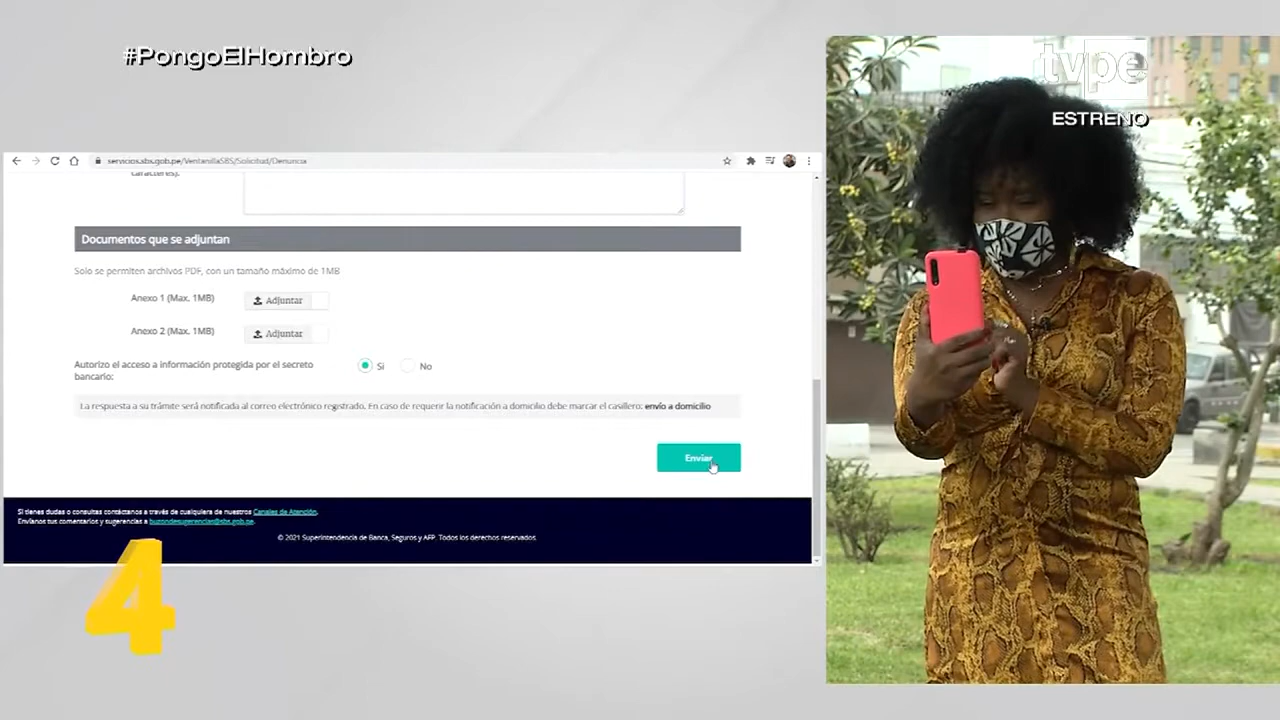 #PongoElHombro
tvpe
ESTRENO
servicios.sbs.gob.pe/VentanillaSBS/Solicitud/Denuncia
caracteres):
Documentos que se adjuntan
Solo se permiten archivos PDF, con un tamaño máximo de 1MB
Anexo 1 (Max. 1MB)
Adjuntar
Anexo 2 (Max. 1MB)
Adjuntar
Autorizo el acceso a información protegida por el secreto
bancario:
Si
No
La respuesta a su trámite será notificada al correo electrónico registrado. En caso de requerir la notificación a domicilio debe marcar el casillero: envío a domicilio
Enviar
Si tienes dudas o consultas contáctanos a través de cualquiera de nuestros Canales de Atención.
Envíanos tus comentarios y sugerencias a buzondesugerencias@sbs.gob.pe.
© 2021 Superintendencia de Banca, Seguros y AFP. Todos los derechos reservados.
4